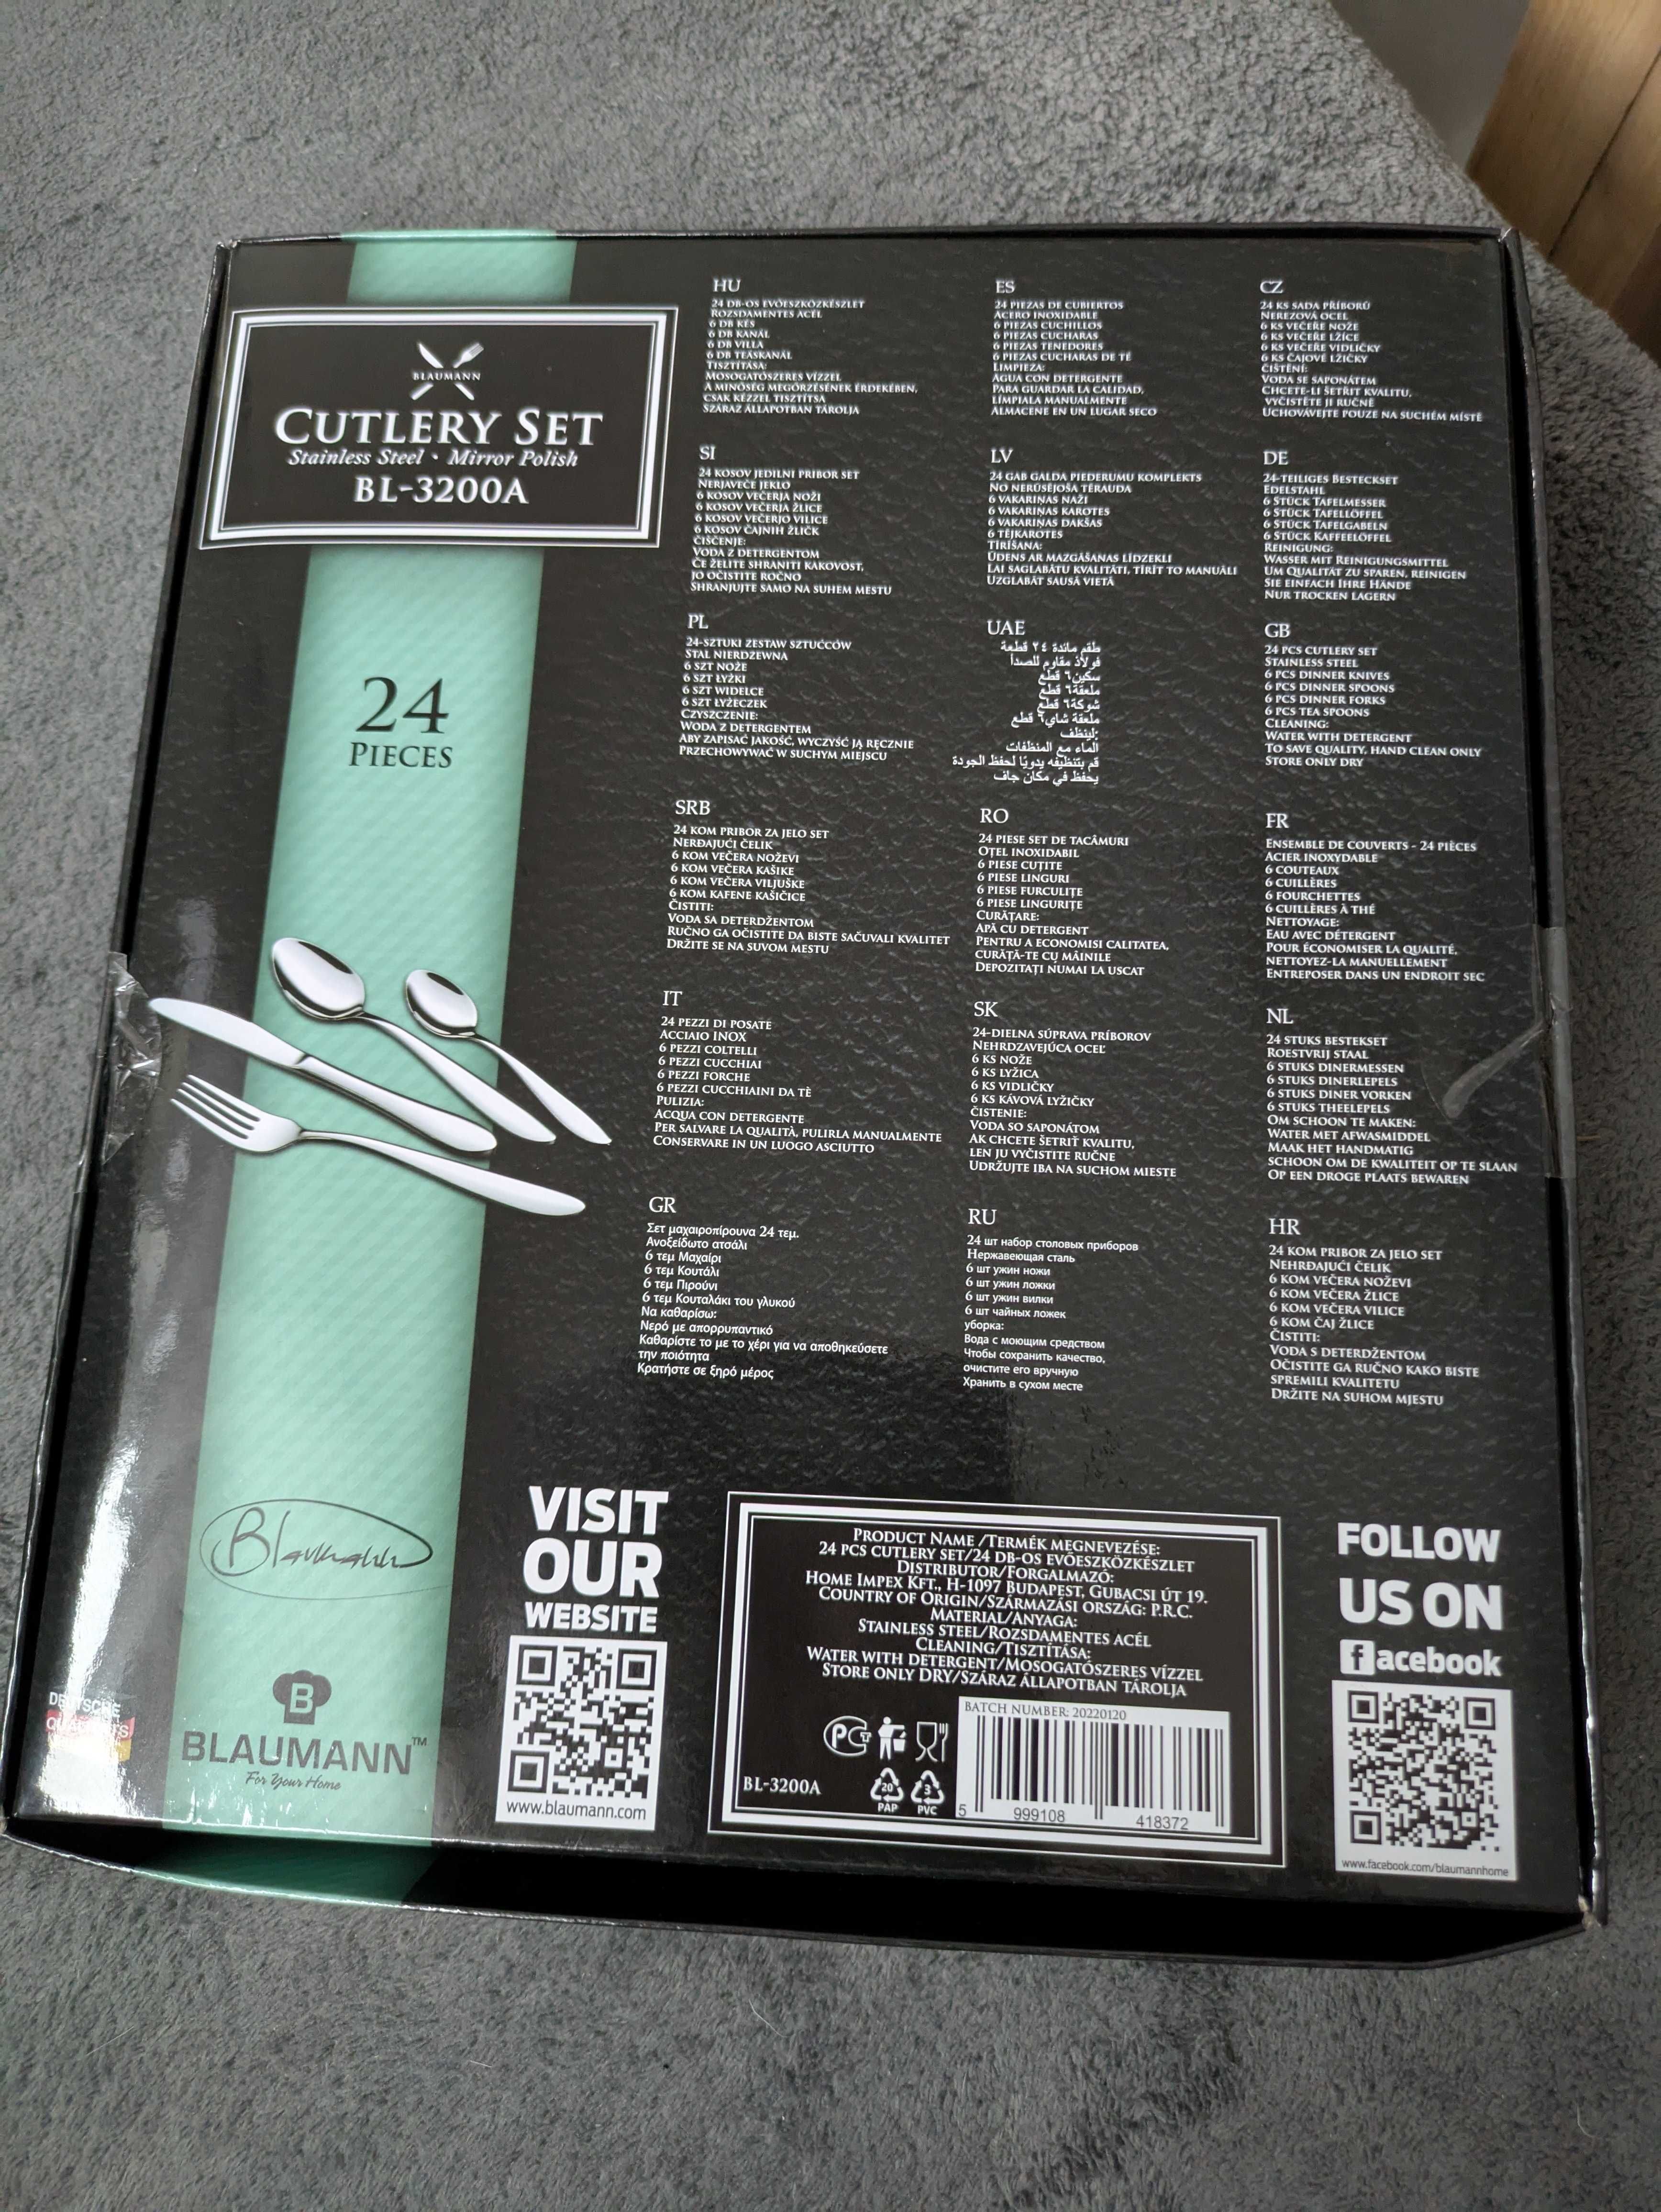 BLAUMANN
CUTLERY SET
Stainless Steel • Mirror Polish
BL-3200A
24
PIECES
HU
24 DB-OS EVŐESZKÖZKÉSZLET
ROZSDAMENTES ACÉL
6 DB KÉS
6 DB KANÁL
6 DB VILLA
6 DB TEÁSKANÁL
TISZTÍTÁSA:
MOSOGATÓSZERES VÍZZEL
A MINŐSÉG MEGŐRZÉSÉNEK ÉRDEKÉBEN,
CSAK KÉZZEL TISZTÍTSA
SZÁRAZ ÁLLAPOTBAN TÁROLJA
ES
24 PIEZAS DE CUBIERTOS
ACERO INOXIDABLE
6 PIEZAS CUCHILLOS
6 PIEZAS CUCHARAS
6 PIEZAS TENEDORES
6 PIEZAS CUCHARAS DE TÉ
LIMPIEZA:
AGUA CON DETERGENTE
PARA GUARDAR LA CALIDAD,
LÍMPIALA MANUALMENTE
ALMACENE EN UN LUGAR SECO
CZ
24 KS SADA PŘÍBORŮ
NEREZOVÁ OCEL
6 KS VEČEŘE NOŽE
6 KS VEČEŘE LŽÍCE
6 KS VEČEŘE VIDLIČKY
6 KS ČAJOVÉ LŽIČKY
ČIŠTĚNÍ:
VODA SE SAPONÁTEM
CHCETE-LI ŠETŘIT KVALITU,
VYČISTĚTE JI RUČNĚ
UCHOVÁVEJTE POUZE NA SUCHÉM MÍSTĚ
SI
24 KOSOV JEDILNI PRIBOR SET
NERJAVEČE JEKLO
6 KOSOV VEČERJA NOŽI
6 KOSOV VEČERJA ŽLICE
6 KOSOV VEČERJO VILICE
6 KOSOV ČAJNIH ŽLIČK
ČIŠČENJE:
VODA Z DETERGENTOM
ČE ŽELITE SHRANITI KAKOVOST,
JO OČISTITE ROČNO
SHRANJUJTE SAMO NA SUHEM MESTU
LV
24 GAB GALDA PIEDERUMU KOMPLEKTS
NO NERŪSĒJOŠA TĒRAUDA
6 VAKARIŅAS NAŽI
6 VAKARIŅAS KAROTES
6 VAKARIŅAS DAKŠAS
6 TĒJKAROTES
TĪRĪŠANA:
ŪDENS AR MAZGĀŠANAS LĪDZEKLI
LAI SAGLABĀTU KVALITĀTI, TĪRĪT TO MANUĀLI
UZGLABĀT SAUSĀ VIETĀ
DE
24-TEILIGES BESTECKSET
EDELSTAHL
6 STÜCK TAFELMESSER
6 STÜCK TAFELLÖFFEL
6 STÜCK TAFELGABELN
6 STÜCK KAFFEELÖFFEL
REINIGUNG:
WASSER MIT REINIGUNGSMITTEL
UM QUALITÄT ZU SPAREN, REINIGEN
SIE EINFACH IHRE HÄNDE
NUR TROCKEN LAGERN
PL
24-SZTUKI ZESTAW SZTUĆCÓW
STAL NIERDZEWNA
6 SZT NOŻE
6 SZT ŁYŻKI
6 SZT WIDELCE
6 SZT ŁYŻECZEK
CZYSZCZENIE:
WODA Z DETERGENTEM
ABY ZAPISAĆ JAKOŚĆ, WYCZYŚĆ JĄ RĘCZNIE
PRZECHOWYWAĆ W SUCHYM MIEJSCU
UAE
طقم مائدة ٢٤ قطعة
فولاذ مقاوم للصدأ
سكين٦ قطع
ملعقة٦ قطع
شوكة٦ قطع
ملعقة شاي٦ قطع
:لينظف
الماء مع المنظفات
قم بتنظيفه يدويًا لحفظ الجودة
يحفظ في مكان جاف
GB
24 PCS CUTLERY SET
STAINLESS STEEL
6 PCS DINNER KNIVES
6 PCS DINNER SPOONS
6 PCS DINNER FORKS
6 PCS TEA SPOONS
CLEANING:
WATER WITH DETERGENT
TO SAVE QUALITY, HAND CLEAN ONLY
STORE ONLY DRY
SRB
24 KOM PRIBOR ZA JELO SET
NERĐAJUĆI ČELIK
6 KOM VEČERA NOŽEVI
6 KOM VEČERA KAŠIKE
6 KOM VEČERA VILJUŠKE
6 KOM KAFENE KAŠIČICE
ČISTITI:
VODA SA DETERDŽENTOM
RUČNO GA OČISTITE DA BISTE SAČUVALI KVALITET
DRŽITE SE NA SUVOM MESTU
RO
24 PIESE SET DE TACÂMURI
OȚEL INOXIDABIL
6 PIESE CUȚITE
6 PIESE LINGURI
6 PIESE FURCULIȚE
6 PIESE LINGURIȚE
CURĂȚARE:
APĂ CU DETERGENT
PENTRU A ECONOMISI CALITATEA,
CURĂȚĂ-TE CU MÂINILE
DEPOZITAȚI NUMAI LA USCAT
FR
ENSEMBLE DE COUVERTS - 24 PIÈCES
ACIER INOXYDABLE
6 COUTEAUX
6 CUILLÈRES
6 FOURCHETTES
6 CUILLÈRES À THÉ
NETTOYAGE:
EAU AVEC DÉTERGENT
POUR ÉCONOMISER LA QUALITÉ,
NETTOYEZ-LA MANUELLEMENT
ENTREPOSER DANS UN ENDROIT SEC
IT
24 PEZZI DI POSATE
ACCIAIO INOX
6 PEZZI COLTELLI
6 PEZZI CUCCHIAI
6 PEZZI FORCHE
6 PEZZI CUCCHIAINI DA TÈ
PULIZIA:
ACQUA CON DETERGENTE
PER SALVARE LA QUALITÀ, PULIRLA MANUALMENTE
CONSERVARE IN UN LUOGO ASCIUTTO
SK
24-DIELNA SÚPRAVA PRÍBOROV
NEHRDZAVEJÚCA OCEĽ
6 KS NOŽE
6 KS LYŽICA
6 KS VIDLIČKY
6 KS KÁVOVÁ LYŽIČKY
ČISTENIE:
VODA SO SAPONÁTOM
AK CHCETE ŠETRIŤ KVALITU,
LEN JU VYČISTITE RUČNE
UDRŽUJTE IBA NA SUCHOM MIESTE
NL
24 STUKS BESTEKSET
ROESTVRIJ STAAL
6 STUKS DINERMESSEN
6 STUKS DINERLEPELS
6 STUKS DINER VORKEN
6 STUKS THEELEPELS
OM SCHOON TE MAKEN:
WATER MET AFWASMIDDEL
MAAK HET HANDMATIG
SCHOON OM DE KWALITEIT OP TE SLAAN
OP EEN DROGE PLAATS BEWAREN
GR
Σετ μαχαιροπίρουνα 24 τεμ.
Ανοξείδωτο ατσάλι
6 τεμ Μαχαίρι
6 τεμ Κουτάλι
6 τεμ Πιρούνι
6 τεμ Κουταλάκι του γλυκού
Να καθαρίσω:
Νερό με απορρυπαντικό
Καθαρίστε το με το χέρι για να αποθηκεύσετε
την ποιότητα
Κρατήστε σε ξηρό μέρος
RU
24 шт набор столовых приборов
Нержавеющая сталь
6 шт ужин ножи
6 шт ужин ложки
6 шт ужин вилки
6 шт чайных ложек
уборка:
Вода с моющим средством
Чтобы сохранить качество,
очистите его вручную
Хранить в сухом месте
HR
24 KOM PRIBOR ZA JELO SET
NEHRĐAJUĆI ČELIK
6 KOM VEČERA NOŽEVI
6 KOM VEČERA ŽLICE
6 KOM VEČERA VILICE
6 KOM ČAJ ŽLICE
ČISTITI:
VODA S DETERDŽENTOM
OČISTITE GA RUČNO KAKO BISTE
SPREMILI KVALITETU
DRŽITE NA SUHOM MJESTU
Blaumann
DEUTSCHE
QUALITÄTS
B
BLAUMANN™
For Your Home
VISIT
OUR
WEBSITE
www.blaumann.com
PRODUCT NAME /TERMÉK MEGNEVEZÉSE:
24 PCS CUTLERY SET/24 DB-OS EVŐESZKÖZKÉSZLET
DISTRIBUTOR/FORGALMAZÓ:
HOME IMPEX KFT., H-1097 BUDAPEST, GUBACSI ÚT 19.
COUNTRY OF ORIGIN/SZÁRMAZÁSI ORSZÁG: P.R.C.
MATERIAL/ANYAGA:
STAINLESS STEEL/ROZSDAMENTES ACÉL
CLEANING/TISZTÍTÁSA:
WATER WITH DETERGENT/MOSOGATÓSZERES VÍZZEL
STORE ONLY DRY/SZÁRAZ ÁLLAPOTBAN TÁROLJA
BATCH NUMBER: 20220120
BL-3200A
20
PAP
3
PVC
5 999108 418372
FOLLOW
US ON
facebook
www.facebook.com/blaumannhome